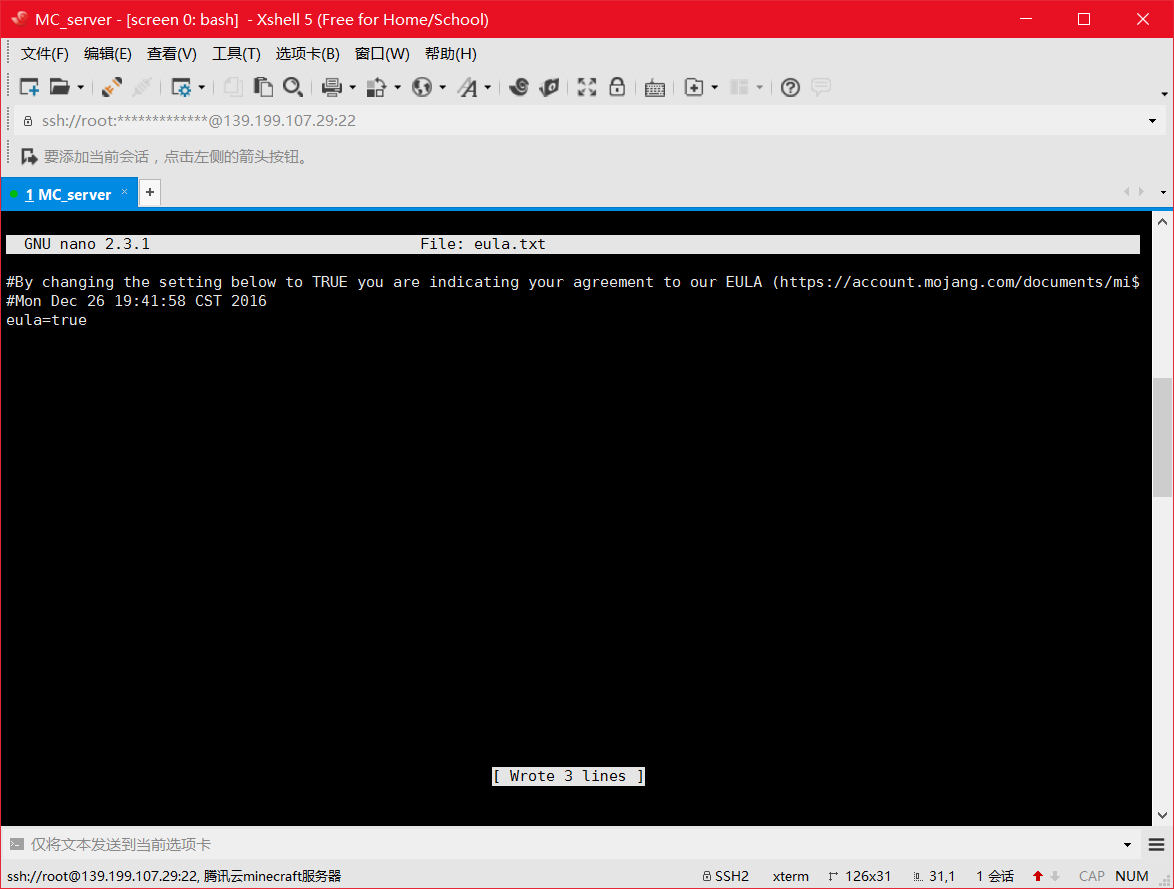 MC_server - [screen 0: bash]  - Xshell 5 (Free for Home/School)
文件(F) 编辑(E) 查看(V) 工具(T) 选项卡(B) 窗口(W) 帮助(H)
ssh://root:*************@139.199.107.29:22
要添加当前会话，点击左侧的箭头按钮。
1 MC_server × +
GNU nano 2.3.1 File: eula.txt
#By changing the setting below to TRUE you are indicating your agreement to our EULA (https://account.mojang.com/documents/mi$
#Mon Dec 26 19:41:58 CST 2016
eula=true
[ Wrote 3 lines ]
仅将文本发送到当前选项卡
ssh://root@139.199.107.29:22, 腾讯云minecraft服务器 SSH2 xterm 126x31 31,1 1 会话 CAP NUM